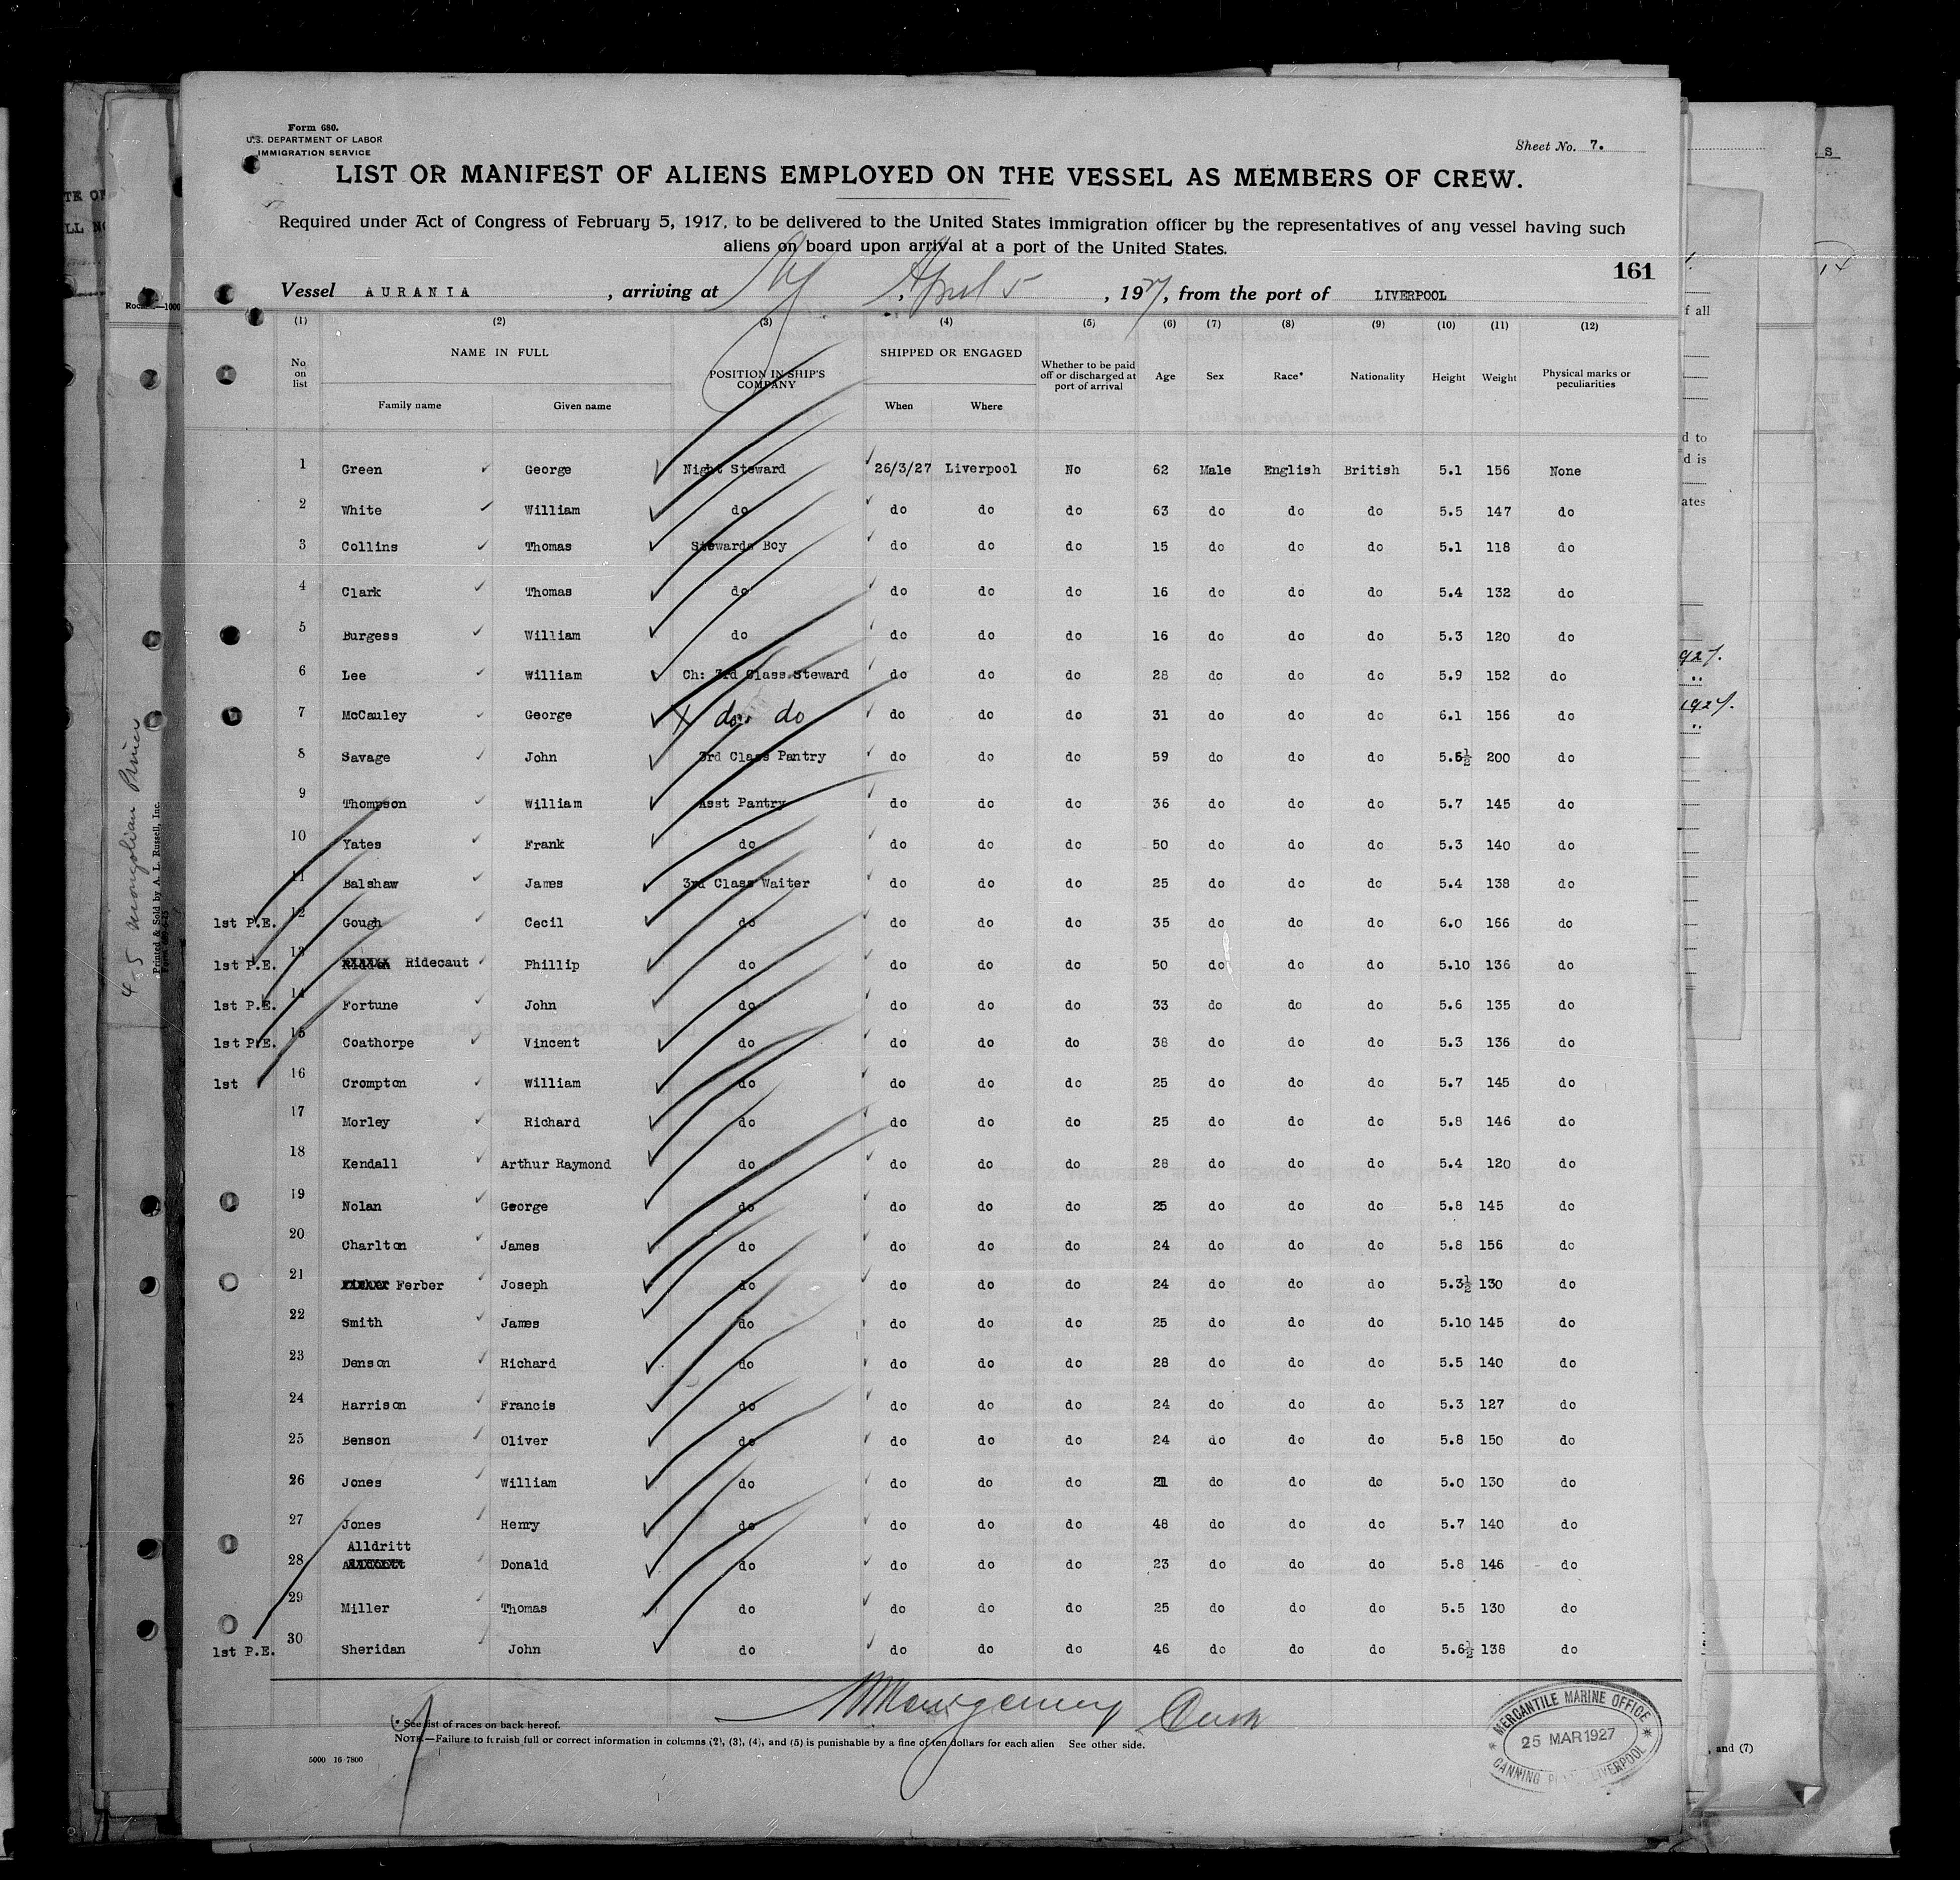 Form 680.
U.S. DEPARTMENT OF LABOR
IMMIGRATION SERVICE
Sheet No. 7.
LIST OR MANIFEST OF ALIENS EMPLOYED ON THE VESSEL AS MEMBERS OF CREW.
Required under Act of Congress of February 5, 1917, to be delivered to the United States immigration officer by the representatives of any vessel having such
aliens on board upon arrival at a port of the United States.
161
Vessel AURANIA, arriving at NY April 5, 1927, from the port of LIVERPOOL
(1) (2) (3) (4) (5) (6) (7) (8) (9) (10) (11) (12)
No on list NAME IN FULL Family name Given name POSITION IN SHIP'S COMPANY SHIPPED OR ENGAGED When Where Whether to be paid off or discharged at port of arrival Age Sex Race* Nationality Height Weight Physical marks or peculiarities
1 Green George Night Steward 26/3/27 Liverpool No 62 Male English British 5.1 156 None
2 White William do do do do 63 do do do 5.5 147 do
3 Collins Thomas Stewards Boy do do do 15 do do do 5.1 118 do
4 Clark Thomas do do do do 16 do do do 5.4 132 do
5 Burgess William do do do do 16 do do do 5.3 120 do
6 Lee William Ch: 3rd Class Steward do do do 28 do do do 5.9 152 do
7 McCauley George do do do do do 31 do do do 6.1 156 do
8 Savage John 3rd Class Pantry do do do 59 do do do 5.6½ 200 do
9 Thompson William Asst Pantry do do do 36 do do do 5.7 145 do
10 Yates Frank do do do do 50 do do do 5.3 140 do
11 Balshaw James 3rd Class Waiter do do do 25 do do do 5.4 138 do
1st P.E. 12 Gough Cecil do do do do 35 do do do 6.0 166 do
1st P.E. 13 Ridecaut Phillip do do do do 50 do do do 5.10 136 do
1st P.E. 14 Fortune John do do do do 33 do do do 5.6 135 do
1st P.E. 15 Coathorpe Vincent do do do do 38 do do do 5.3 136 do
1st 16 Crompton William do do do do 25 do do do 5.7 145 do
17 Morley Richard do do do do 25 do do do 5.8 146 do
18 Kendall Arthur Raymond do do do do 28 do do do 5.4 120 do
19 Nolan George do do do do 25 do do do 5.8 145 do
20 Charlton James do do do do 24 do do do 5.8 156 do
21 Ferber Joseph do do do do 24 do do do 5.3½ 130 do
22 Smith James do do do do 25 do do do 5.10 145 do
23 Denson Richard do do do do 28 do do do 5.5 140 do
24 Harrison Francis do do do do 24 do do do 5.3 127 do
25 Benson Oliver do do do do 24 do do do 5.8 150 do
26 Jones William do do do do 21 do do do 5.0 130 do
27 Jones Henry do do do do 48 do do do 5.7 140 do
28 Alldritt Donald do do do do 23 do do do 5.8 146 do
29 Miller Thomas do do do do 25 do do do 5.5 130 do
1st P.E. 30 Sheridan John do do do do 46 do do do 5.6½ 138 do
* See list of races on back hereof.
NOTE.—Failure to furnish full or correct information in columns (2), (3), (4), and (5) is punishable by a fine of ten dollars for each alien See other side.
5000 16-7800
MERCANTILE MARINE OFFICE
25 MAR 1927
CANNING LIVERPOOL
Printed & Sold by A. L. Russell, Inc.
f all
d to
d is
ates
927.
1927.
, and (7)